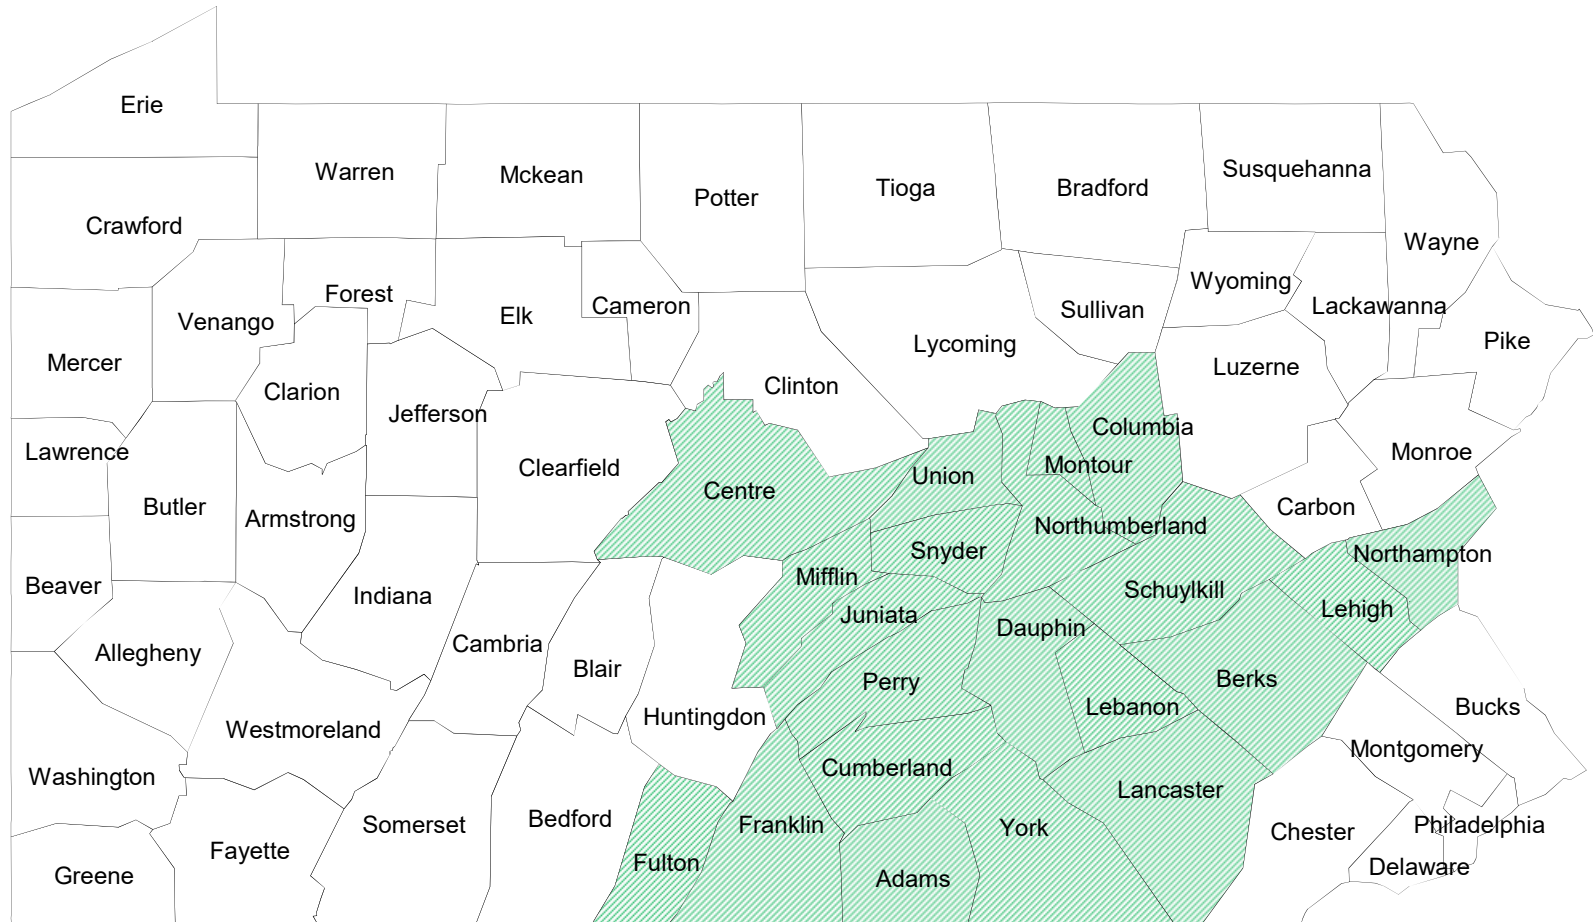 Erie
Warren
Mckean
Potter
Tioga
Bradford
Susquehanna
Crawford
Wayne
Wyoming
Forest
Cameron
Lackawanna
Sullivan
Venango
Elk
Pike
Lycoming
Mercer
Luzerne
Clinton
Clarion
Jefferson
Columbia
Lawrence
Monroe
Montour
Clearfield
Union
Centre
Butler
Carbon
Armstrong
Northumberland
Snyder
Northampton
Mifflin
Beaver
Schuylkill
Indiana
Lehigh
Juniata
Dauphin
Cambria
Allegheny
Blair
Berks
Perry
Lebanon
Bucks
Huntingdon
Westmoreland
Montgomery
Cumberland
Washington
Lancaster
Bedford
Somerset
Franklin
Philadelphia
York
Chester
Fayette
Fulton
Delaware
Greene
Adams